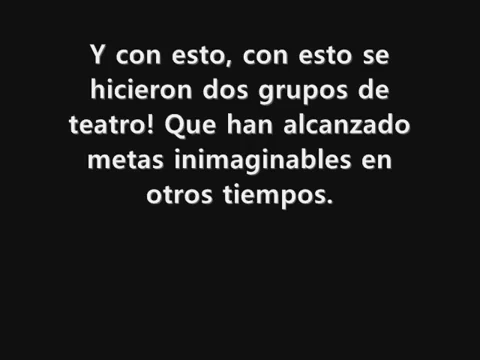 Y con esto, con esto se
hicieron dos grupos de
teatro! Que han alcanzado
metas inimaginables en
otros tiempos.